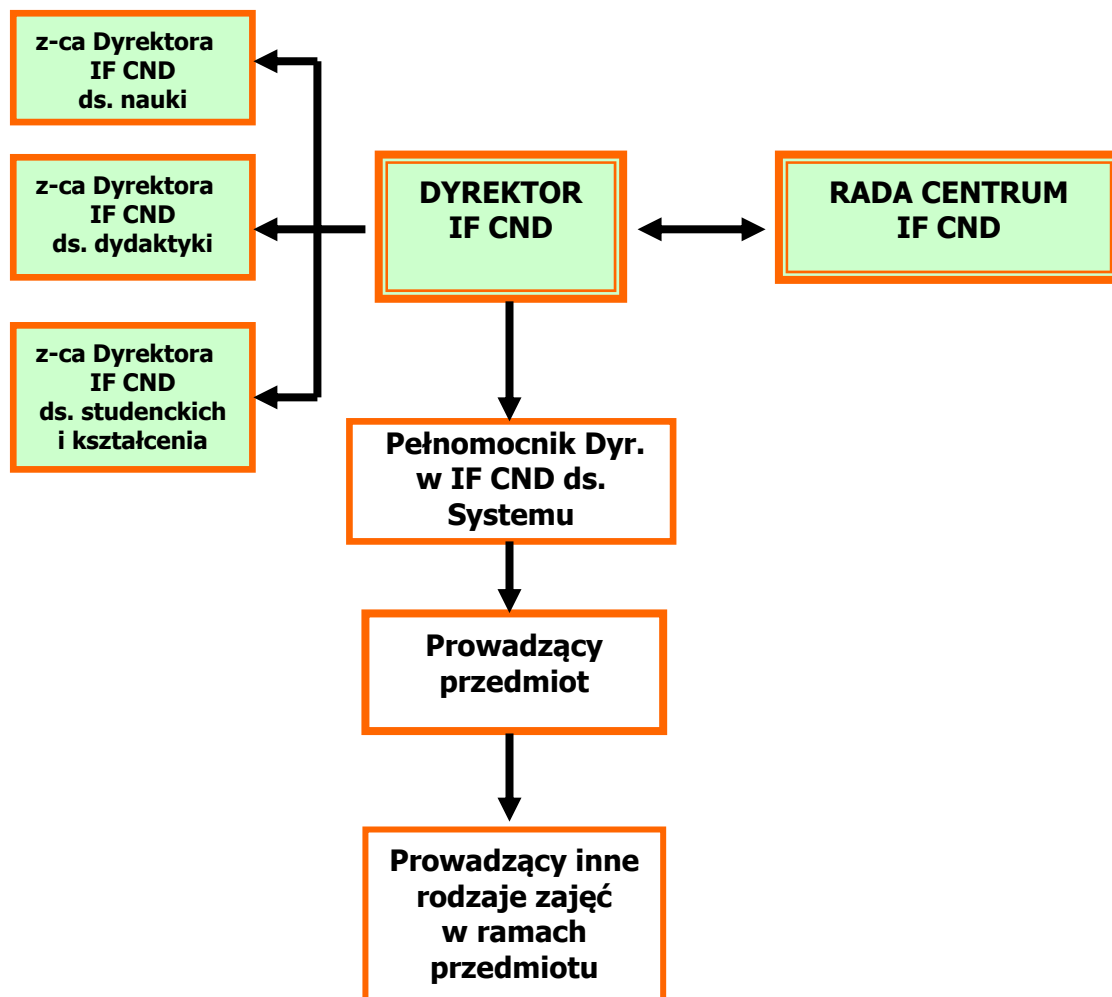 z-ca Dyrektora
IF CND
ds. nauki
z-ca Dyrektora
IF CND
ds. dydaktyki
z-ca Dyrektora
IF CND
ds. studenckich
i kształcenia
DYREKTOR
IF CND
RADA CENTRUM
IF CND
Pełnomocnik Dyr.
w IF CND ds.
Systemu
Prowadzący
przedmiot
Prowadzący inne
rodzaje zajęć
w ramach
przedmiotu